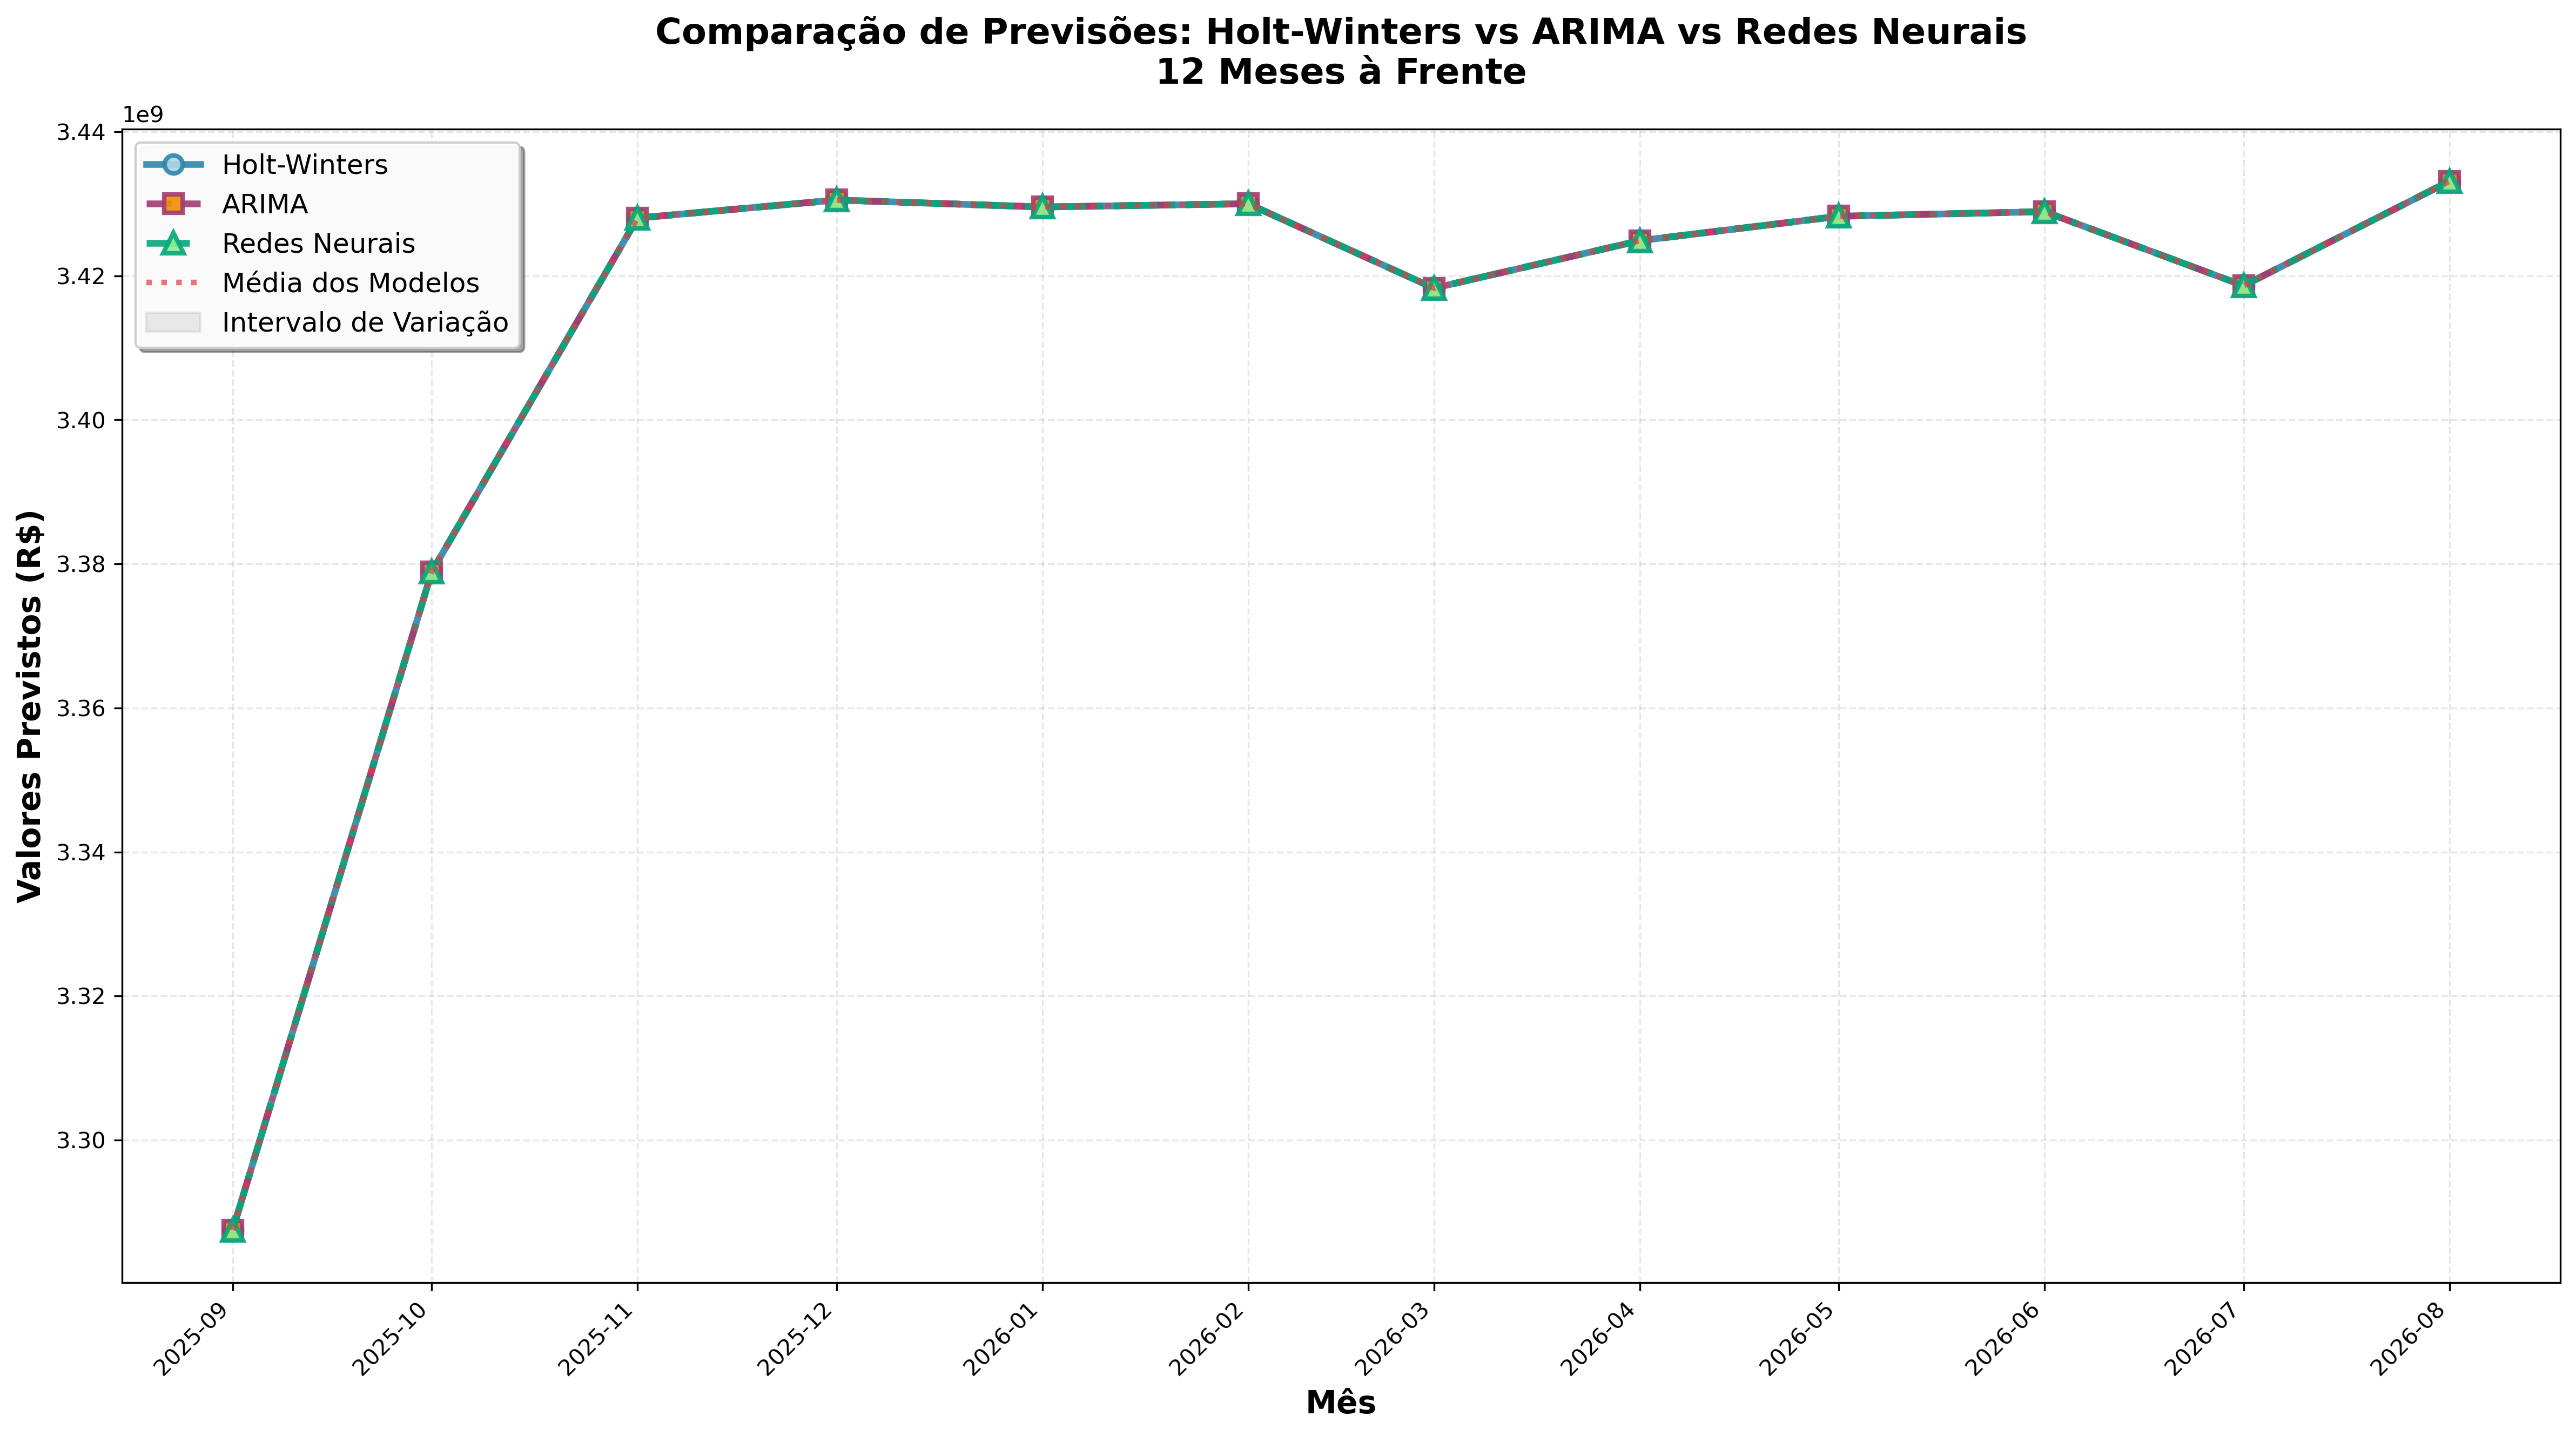 Comparação de Previsões: Holt-Winters vs ARIMA vs Redes Neurais
12 Meses à Frente
1e9
3.44
3.42
3.40
3.38
3.36
3.34
3.32
3.30
Valores Previstos (R$)
Holt-Winters
ARIMA
Redes Neurais
Média dos Modelos
Intervalo de Variação
2025-09
2025-10
2025-11
2025-12
2026-01
2026-02
2026-03
2026-04
2026-05
2026-06
2026-07
2026-08
Mês